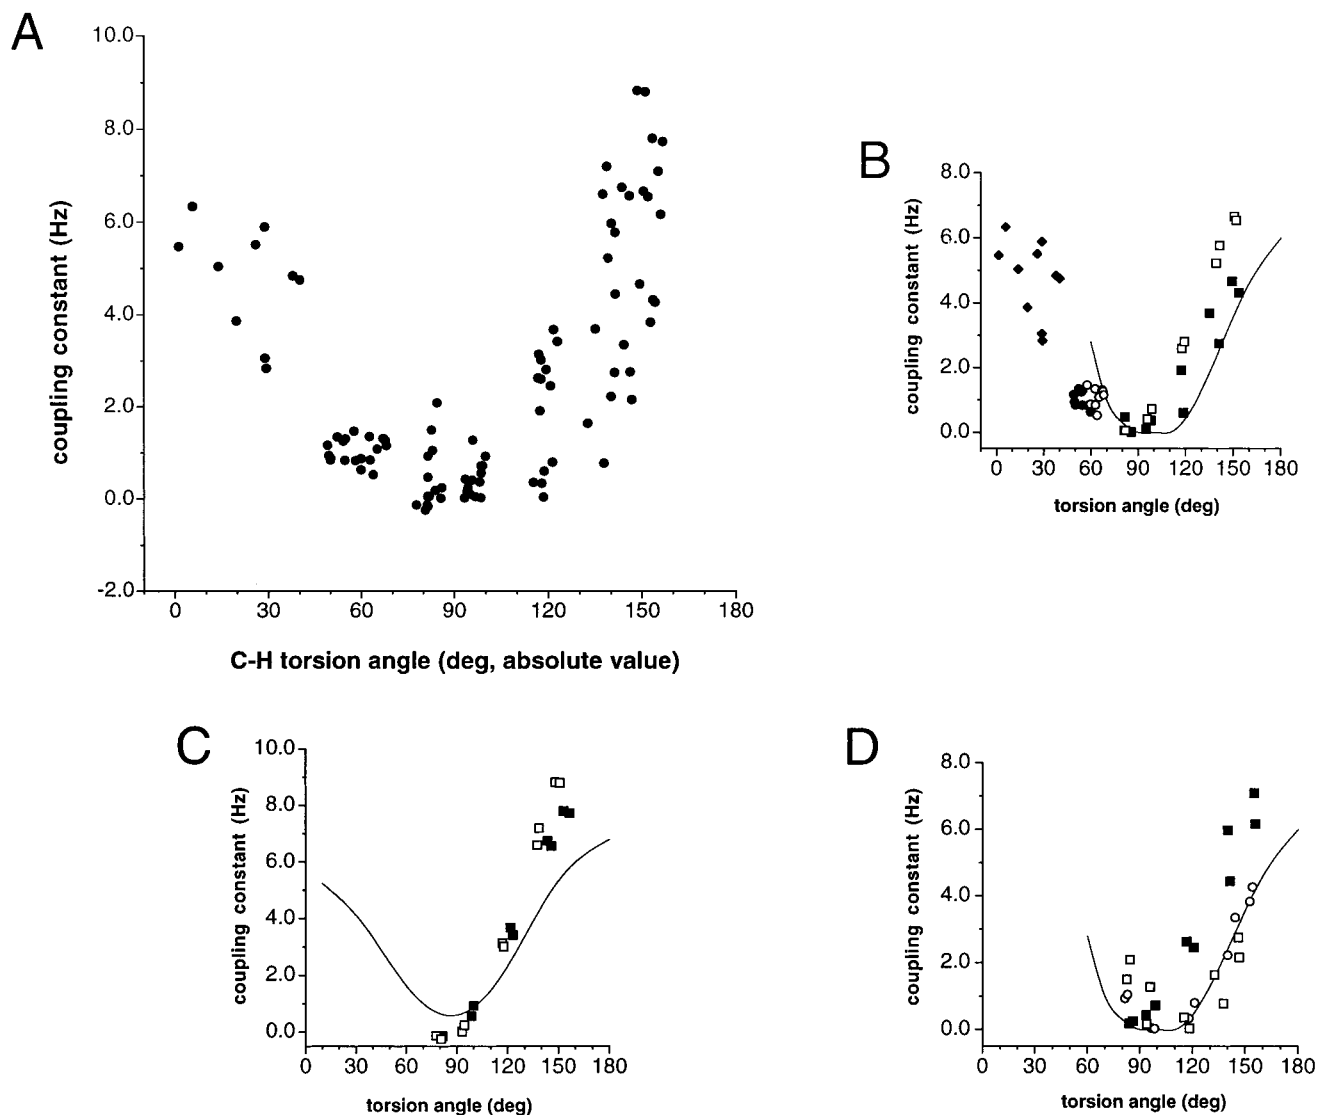 A
10.0
8.0
6.0
4.0
2.0
0.0
-2.0
coupling constant (Hz)
0 30 60 90 120 150 180
C-H torsion angle (deg, absolute value)
B
8.0
6.0
4.0
2.0
0.0
coupling constant (Hz)
0 30 60 90 120 150 180
torsion angle (deg)
C
10.0
8.0
6.0
4.0
2.0
0.0
coupling constant (Hz)
0 30 60 90 120 150 180
torsion angle (deg)
D
8.0
6.0
4.0
2.0
0.0
coupling constant (Hz)
0 30 60 90 120 150 180
torsion angle (deg)